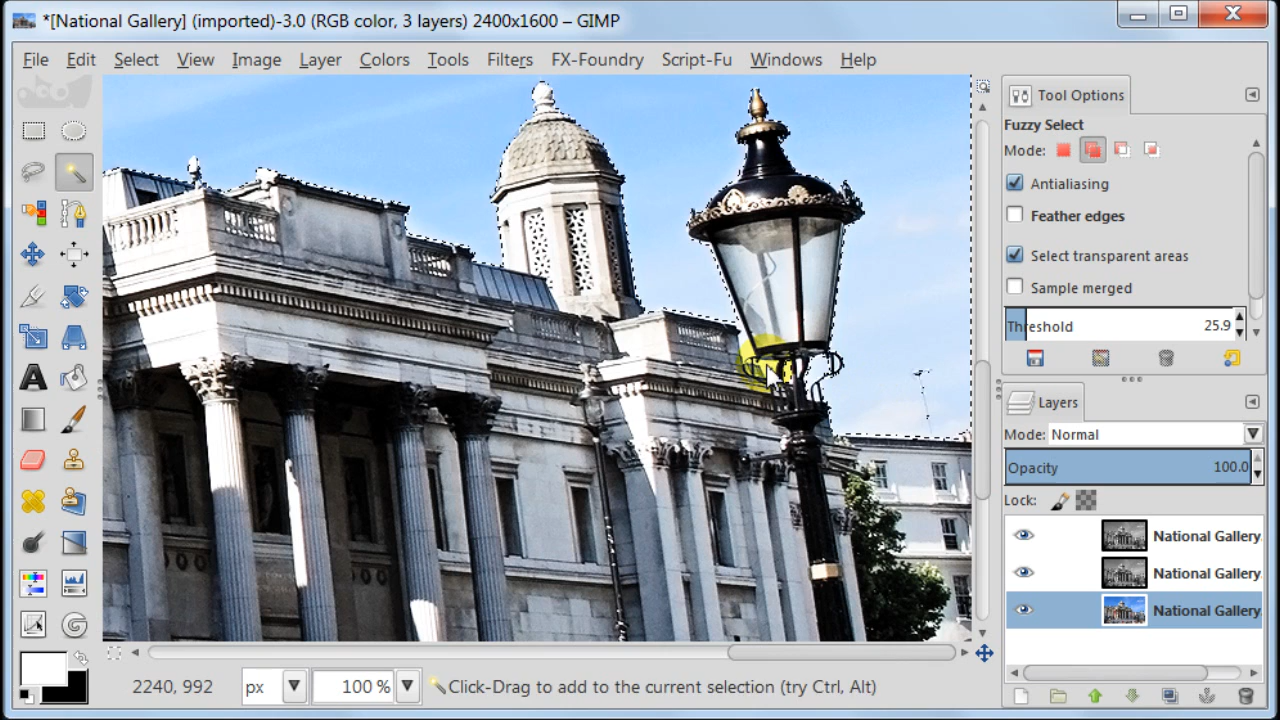 *[National Gallery] (imported)-3.0 (RGB color, 3 layers) 2400x1600 – GIMP
File Edit Select View Image Layer Colors Tools Filters FX-Foundry Script-Fu Windows Help
Tool Options
Fuzzy Select
Mode:
Antialiasing
Feather edges
Select transparent areas
Sample merged
Threshold 25.9
Layers
Mode: Normal
Opacity 100.0
Lock:
National Gallery
National Gallery
National Gallery
2240, 992 px 100 % Click-Drag to add to the current selection (try Ctrl, Alt)